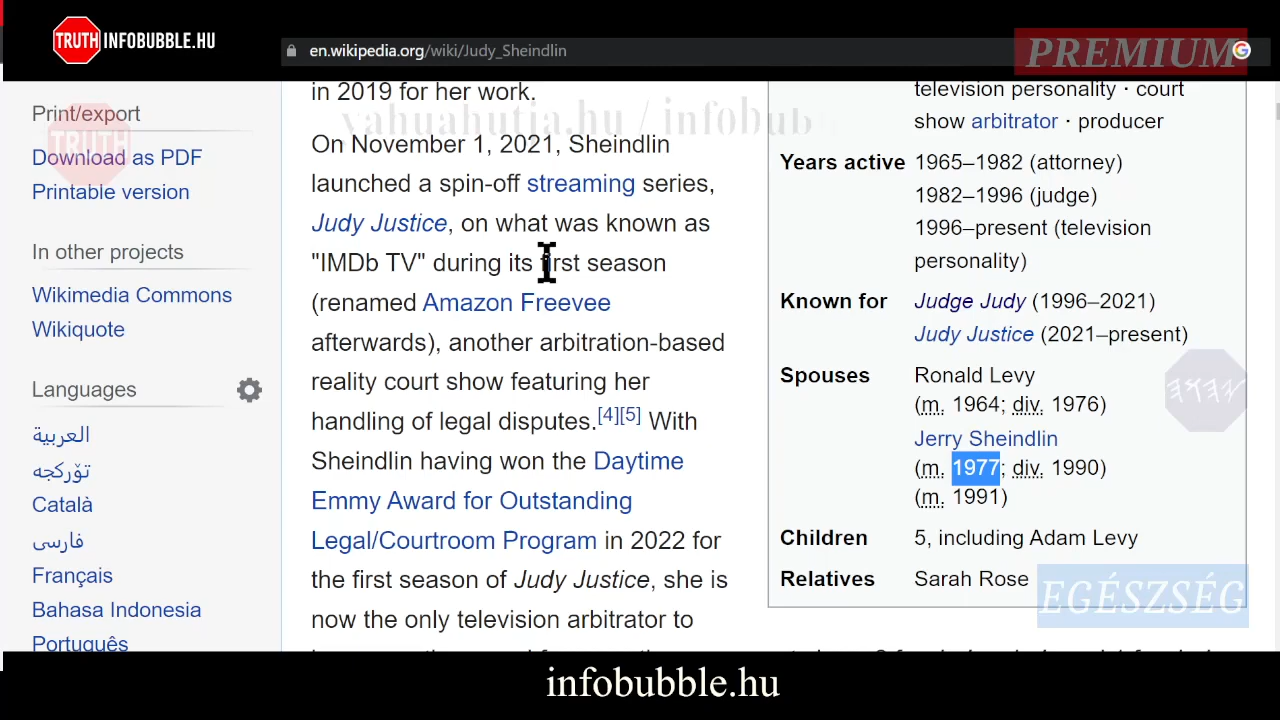 TRUTH INFOBUBBLE.HU
en.wikipedia.org/wiki/Judy_Sheindlin
PREMIUM
G
Print/export
Download as PDF
Printable version
In other projects
Wikimedia Commons
Wikiquote
Languages
العربية
تۆرکجه
Català
فارسی
Français
Bahasa Indonesia
Português
TRUTH
yahuahutja.hu / infobub
in 2019 for her work.
On November 1, 2021, Sheindlin
launched a spin-off streaming series,
Judy Justice, on what was known as
"IMDb TV" during its first season
(renamed Amazon Freevee
afterwards), another arbitration-based
reality court show featuring her
handling of legal disputes.[4][5] With
Sheindlin having won the Daytime
Emmy Award for Outstanding
Legal/Courtroom Program in 2022 for
the first season of Judy Justice, she is
now the only television arbitrator to
television personality · court
show arbitrator · producer
Years active 1965–1982 (attorney)
1982–1996 (judge)
1996–present (television
personality)
Known for Judge Judy (1996–2021)
Judy Justice (2021–present)
Spouses Ronald Levy
(m. 1964; div. 1976)
Jerry Sheindlin
(m. 1977; div. 1990)
(m. 1991)
Children 5, including Adam Levy
Relatives Sarah Rose
EGÉSZSÉG
infobubble.hu